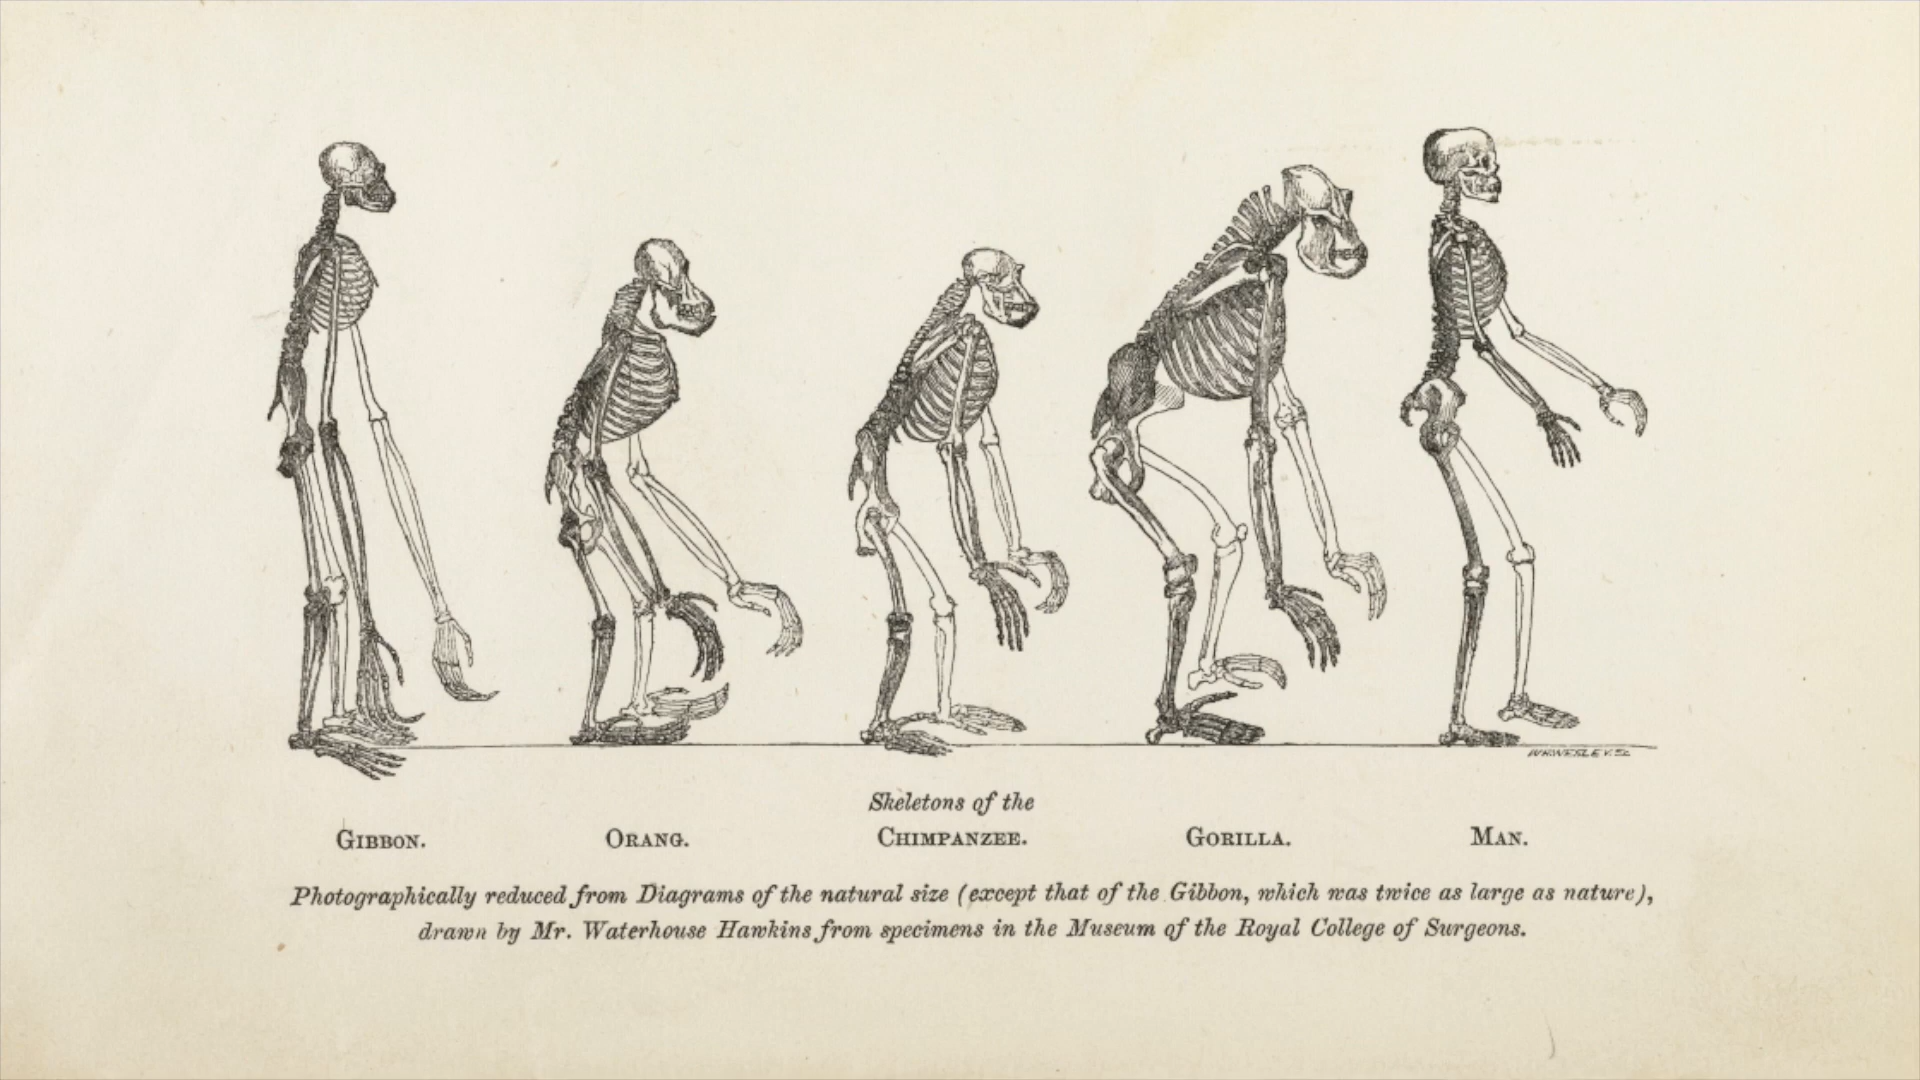 W.H.WESLEY. SC.
Skeletons of the
GIBBON. ORANG. CHIMPANZEE. GORILLA. MAN.
Photographically reduced from Diagrams of the natural size (except that of the Gibbon, which was twice as large as nature),
drawn by Mr. Waterhouse Hawkins from specimens in the Museum of the Royal College of Surgeons.